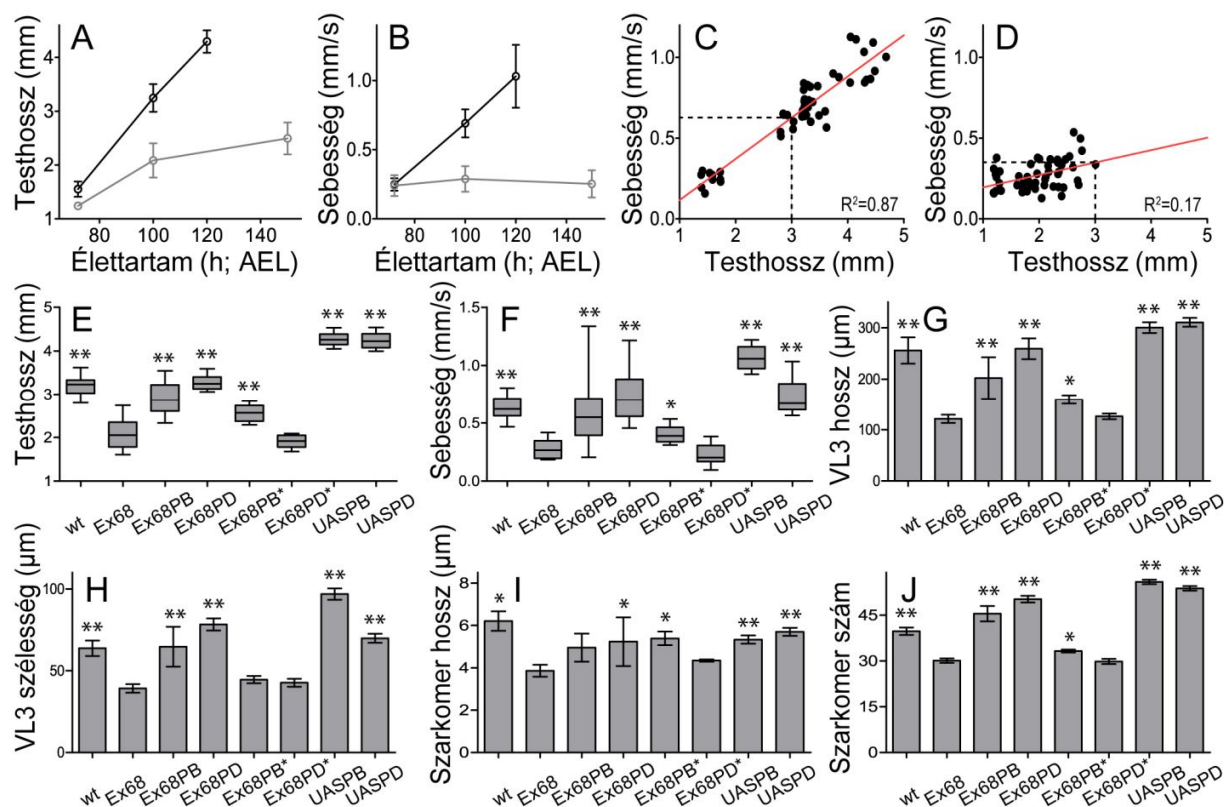 A
Testhossz (mm)
4
3
2
1
80 100 120 140
Élettartam (h; AEL)
B
Sebesség (mm/s)
1.0
0.5
0.0
80 100 120 140
Élettartam (h; AEL)
C
Sebesség (mm/s)
1.0
0.5
0.0
R²=0.87
1 2 3 4 5
Testhossz (mm)
D
Sebesség (mm/s)
1.0
0.5
0.0
R²=0.17
1 2 3 4 5
Testhossz (mm)
E
Testhossz (mm)
5
4
3
2
1
** ** ** ** ** **
wt Ex68 Ex68PB Ex68PD Ex68PB* Ex68PD* UASPB UASPD
F
Sebesség (mm/s)
1.5
1.0
0.5
0.0
** ** ** * ** **
wt Ex68 Ex68PB Ex68PD Ex68PB* Ex68PD* UASPB UASPD
G
VL3 hossz (µm)
300
200
100
0
** ** ** * ** **
wt Ex68 Ex68PB Ex68PD Ex68PB* Ex68PD* UASPB UASPD
H
VL3 szélesség (µm)
100
50
0
** ** ** ** **
wt Ex68 Ex68PB Ex68PD Ex68PB* Ex68PD* UASPB UASPD
I
Szarkomer hossz (µm)
8
6
4
2
0
* * * ** **
wt Ex68 Ex68PB Ex68PD Ex68PB* Ex68PD* UASPB UASPD
J
Szarkomer szám
45
30
15
0
** ** ** * ** **
wt Ex68 Ex68PB Ex68PD Ex68PB* Ex68PD* UASPB UASPD